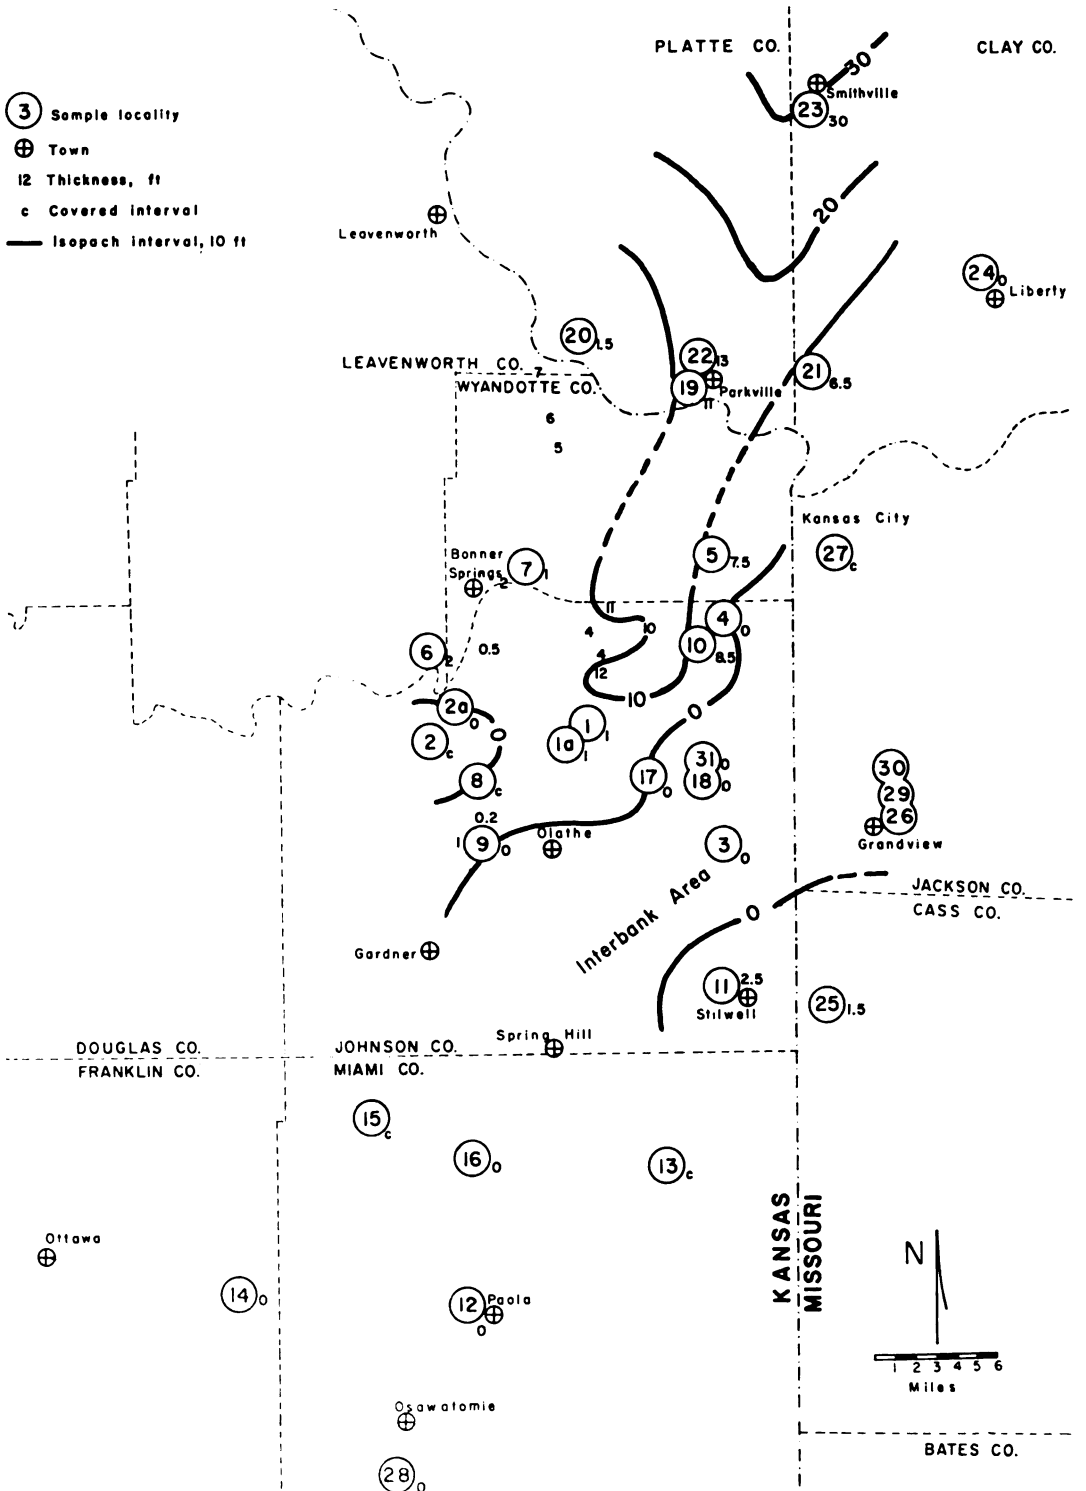 PLATTE CO.
CLAY CO.
30
Smithville
23
30
3 Sample locality
Town
12 Thickness, ft
c Covered interval
Isopach interval, 10 ft
20
Leavenworth
24
0
Liberty
20
1.5
LEAVENWORTH CO.
7
WYANDOTTE CO.
22
13
19
11
Parkville
21
6.5
6
5
Kansas City
27
c
5
7.5
Bonner
Springs
2
7
1
11
4
10
4
12
4
0
10
8.5
6
2
0.5
10
0
2a
0
0
2
c
1
1
1a
1
31
0
18
0
17
0
8
c
30
29
26
Grandview
0.2
1
9
0
Olathe
3
0
Interbank Area
JACKSON CO.
CASS CO.
0
Gardner
11
2.5
Stilwell
25
1.5
Spring Hill
DOUGLAS CO.
JOHNSON CO.
FRANKLIN CO.
MIAMI CO.
15
c
16
0
13
c
KANSAS
MISSOURI
N
Ottawa
14
0
12
0
Paola
1 2 3 4 5 6
Miles
Osawatomie
28
0
BATES CO.